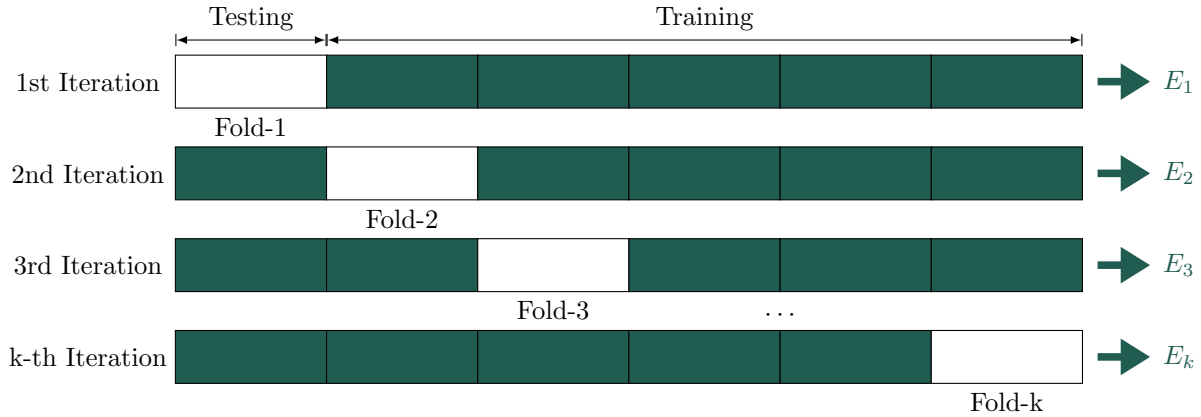 Testing Training
1st Iteration E₁
Fold-1
2nd Iteration E₂
Fold-2
3rd Iteration E₃
Fold-3 ...
k-th Iteration Eₖ
Fold-k